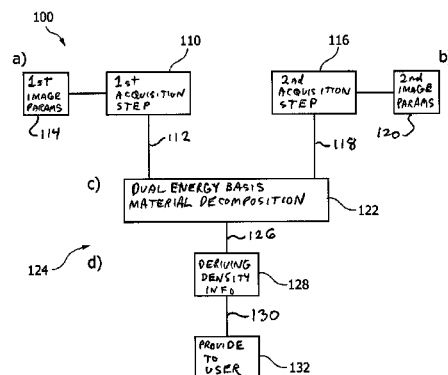 100
110
116
a)
b)
1st
IMAGE
PARAMS
1st
ACQUISITION
STEP
2nd
ACQUISITION
STEP
2nd
IMAGE
PARAMS
114
112
118
120
c)
DUAL ENERGY BASIS
MATERIAL DECOMPOSITION
122
126
124
d)
DERIVING
DENSITY
INFO
128
130
PROVIDE
TO
USER
132